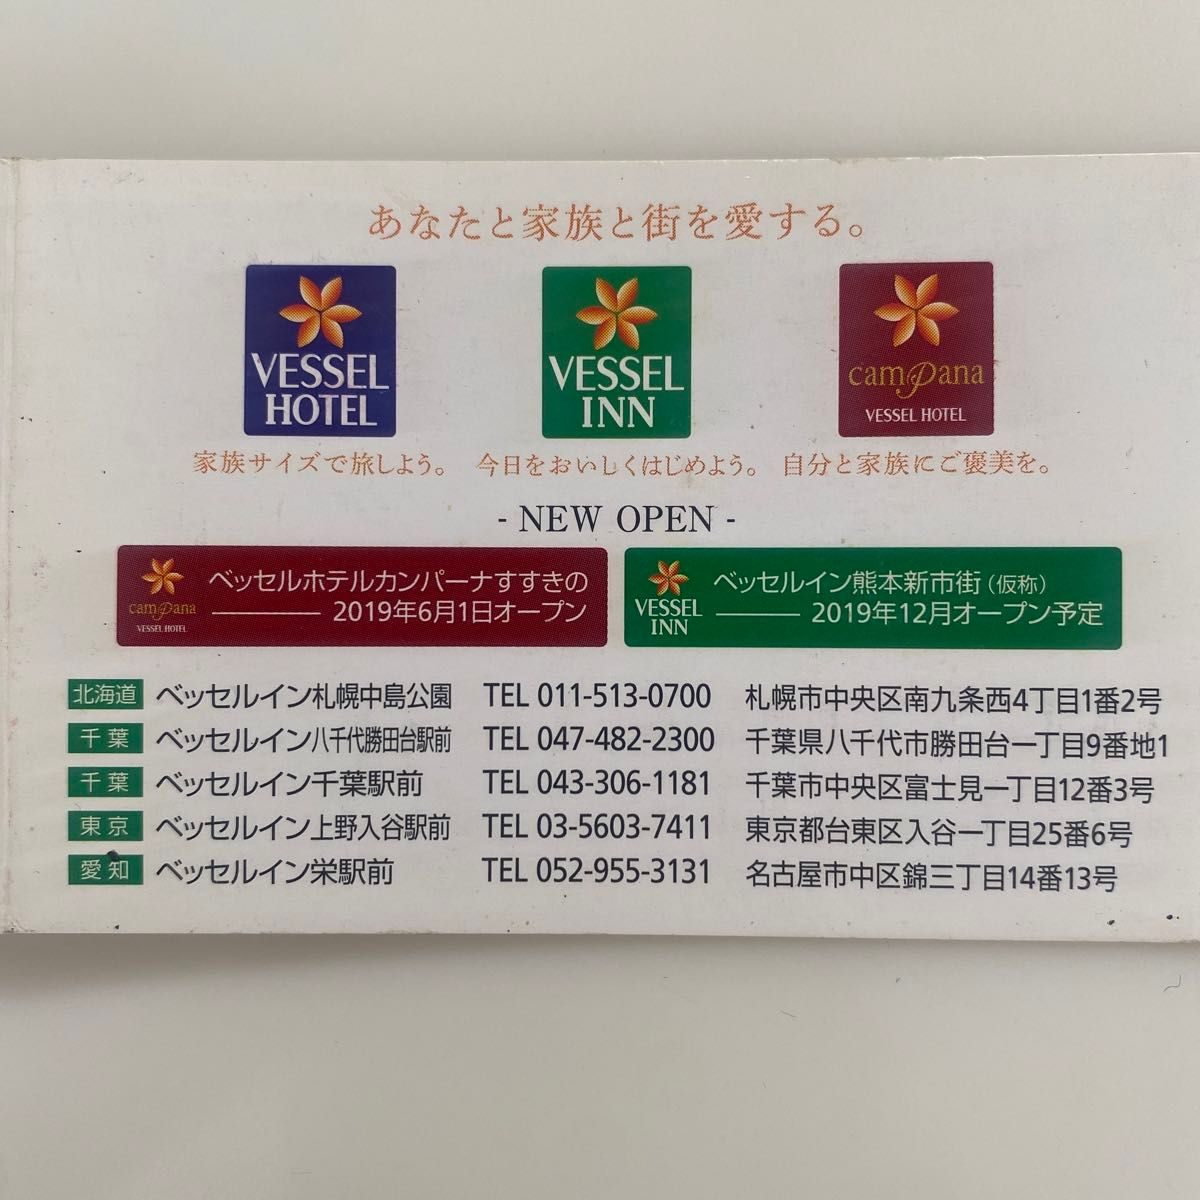 あなたと家族と街を愛する。
VESSEL
HOTEL
VESSEL
INN
campana
VESSEL HOTEL
家族サイズで旅しよう。 今日をおいしくはじめよう。 自分と家族にご褒美を。
- NEW OPEN -
campana
VESSEL HOTEL
ベッセルホテルカンパーナすすきの
2019年6月1日オープン
VESSEL
INN
ベッセルイン熊本新市街(仮称)
2019年12月オープン予定
北海道 ベッセルイン札幌中島公園 TEL 011-513-0700 札幌市中央区南九条西4丁目1番2号
千葉 ベッセルイン八千代勝田台駅前 TEL 047-482-2300 千葉県八千代市勝田台一丁目9番地1
千葉 ベッセルイン千葉駅前 TEL 043-306-1181 千葉市中央区富士見一丁目12番3号
東京 ベッセルイン上野入谷駅前 TEL 03-5603-7411 東京都台東区入谷一丁目25番6号
愛知 ベッセルイン栄駅前 TEL 052-955-3131 名古屋市中区錦三丁目14番13号